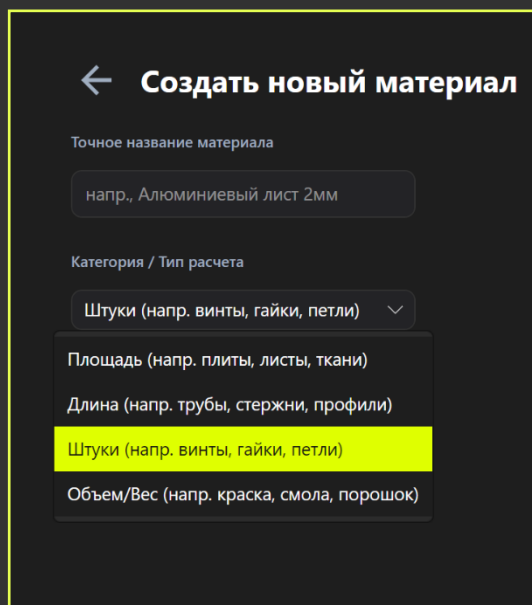 Создать новый материал
Точное название материала
напр., Алюминиевый лист 2мм
Категория / Тип расчета
Штуки (напр. винты, гайки, петли)
Площадь (напр. плиты, листы, ткани)
Длина (напр. трубы, стержни, профили)
Штуки (напр. винты, гайки, петли)
Объем/Вес (напр. краска, смола, порошок)